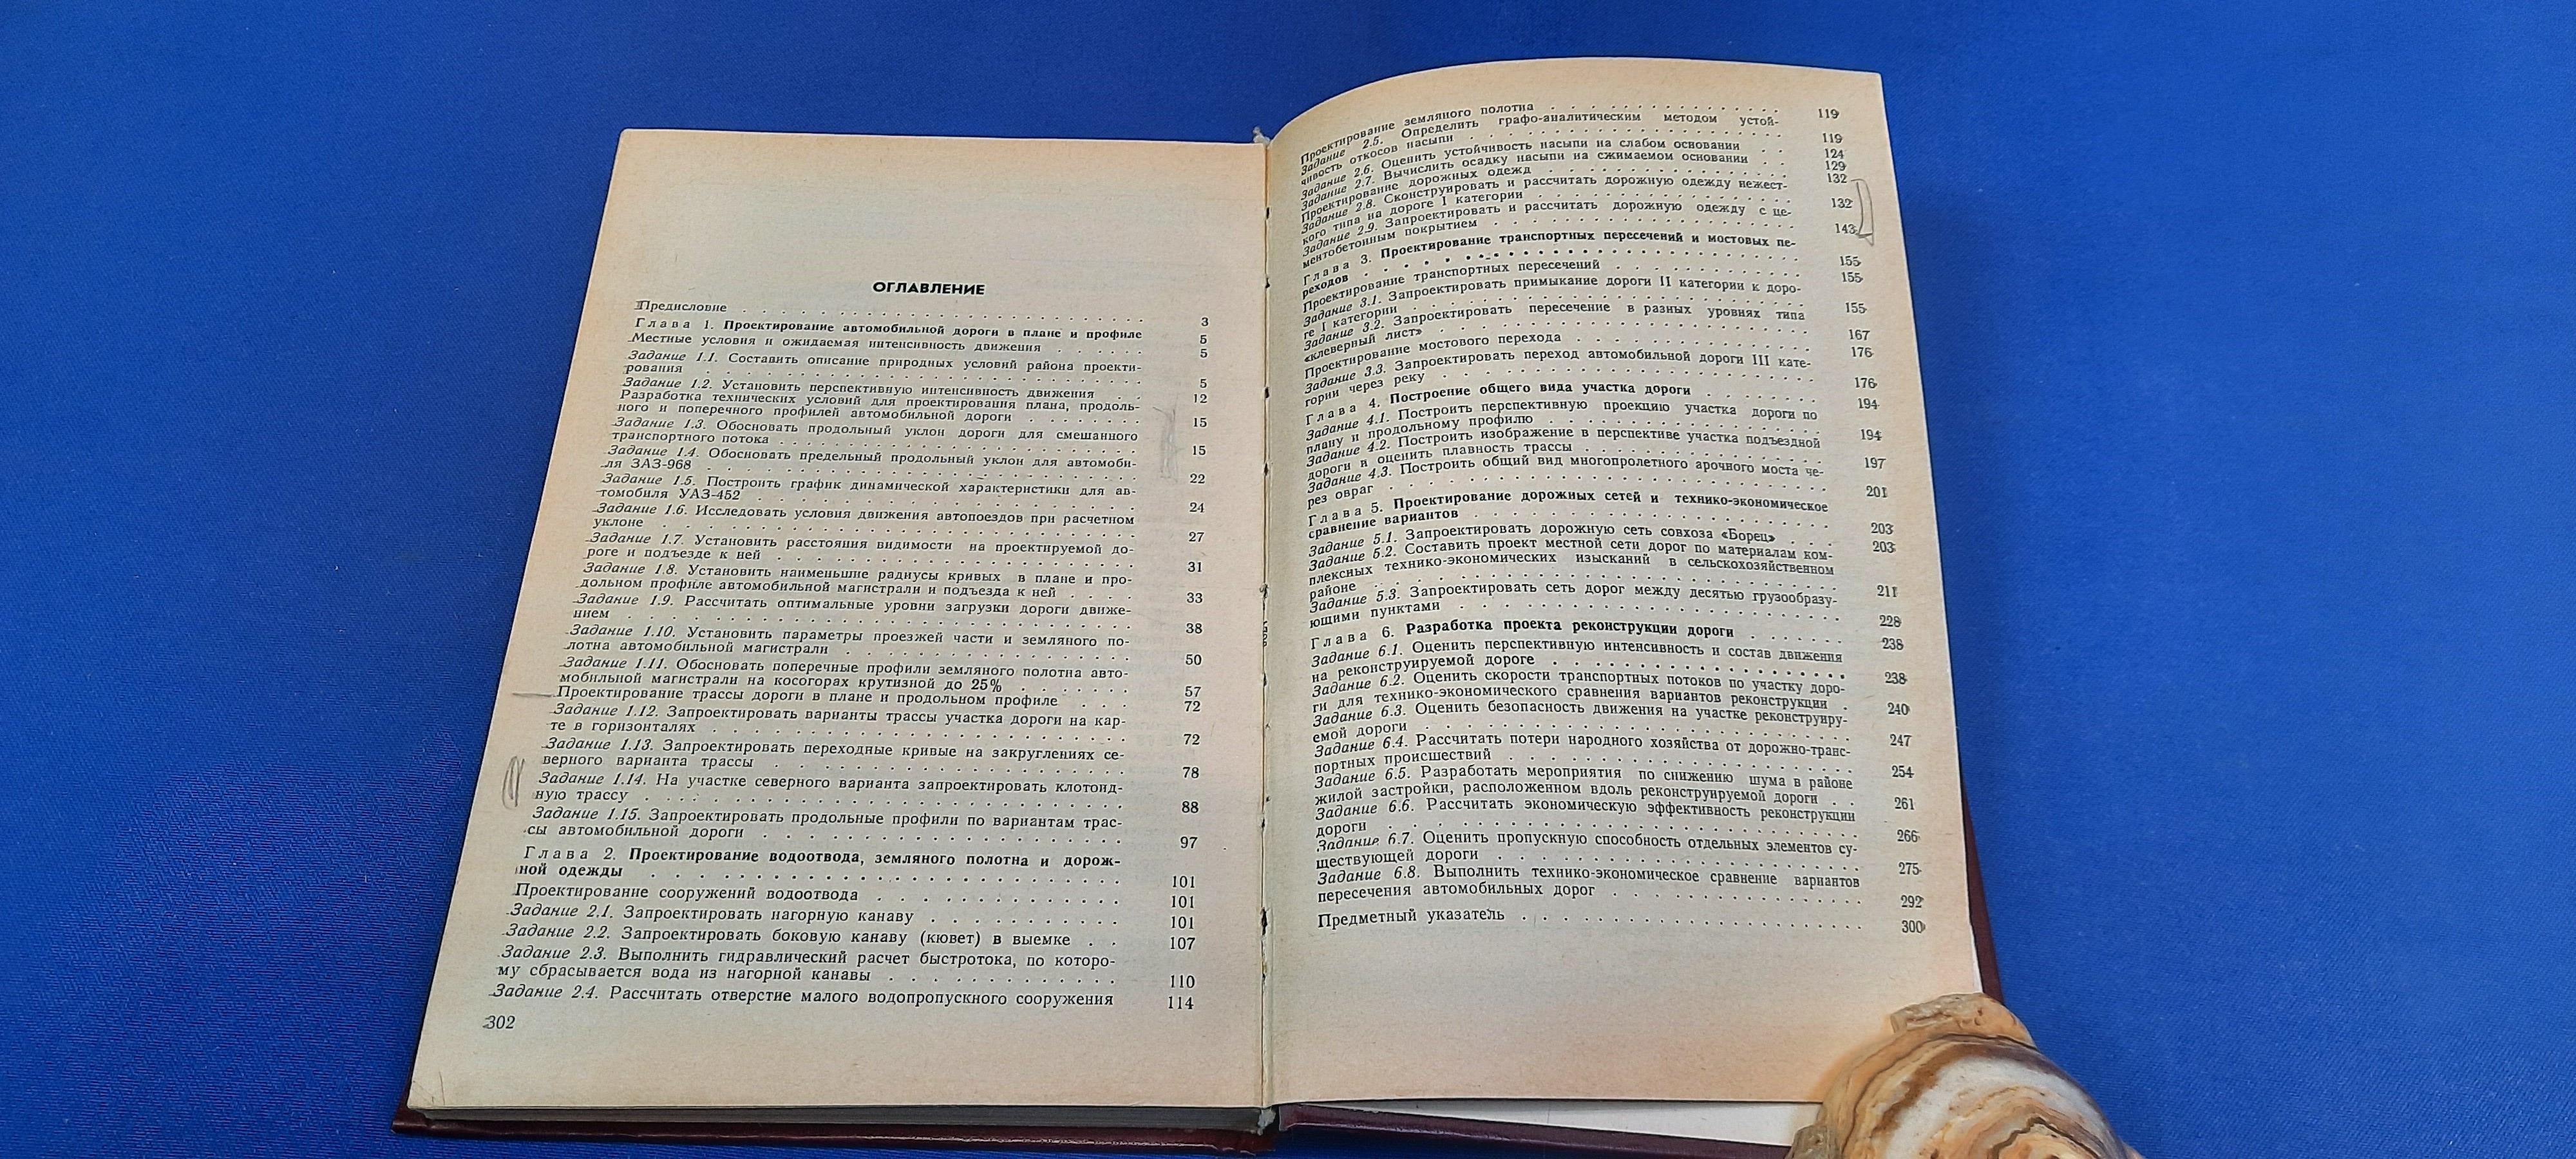 ОГЛАВЛЕНИЕ
Предисловие . . . . . . . . . . 3
Глава 1. Проектирование автомобильной дороги в плане и профиле 5
Местные условия и ожидаемая интенсивность движения . . . . . . 5
Задание 1.1. Составить описание природных условий района проекти-
рования . . . . . . . . . . 5
Задание 1.2. Установить перспективную интенсивность движения . . 12
Разработка технических условий для проектирования плана, продоль-
ного и поперечного профилей автомобильной дороги . . . . . . 15
Задание 1.3. Обосновать продольный уклон дороги для смешанного
транспортного потока . . . . . . . . . . 15
Задание 1.4. Обосновать предельный продольный уклон для автомоби-
ля ЗАЗ-968 . . . . . . . . . . 22
Задание 1.5. Построить график динамической характеристики для ав-
томобиля УАЗ-452 . . . . . . . . . . 24
Задание 1.6. Исследовать условия движения автопоездов при расчетном
уклоне . . . . . . . . . . 27
Задание 1.7. Установить расстояния видимости на проектируемой до-
роге и подъезде к ней . . . . . . . . . . 31
Задание 1.8. Установить наименьшие радиусы кривых в плане и про-
дольном профиле автомобильной магистрали и подъезда к ней . . . . 33
Задание 1.9. Рассчитать оптимальные уровни загрузки дороги движе-
нием . . . . . . . . . . 38
Задание 1.10. Установить параметры проезжей части и земляного по-
лотна автомобильной магистрали . . . . . . . . . . 50
Задание 1.11. Обосновать поперечные профили земляного полотна авто-
мобильной магистрали на косогорах крутизной до 25% . . . . . . 57
Проектирование трассы дороги в плане и продольном профиле . . . 72
Задание 1.12. Запроектировать варианты трассы участка дороги на кар-
те в горизонталях . . . . . . . . . . 72
Задание 1.13. Запроектировать переходные кривые на закруглениях се-
верного варианта трассы . . . . . . . . . . 78
Задание 1.14. На участке северного варианта запроектировать клотоид-
ную трассу . . . . . . . . . . 88
Задание 1.15. Запроектировать продольные профили по вариантам трас-
сы автомобильной дороги . . . . . . . . . . 97
Глава 2. Проектирование водоотвода, земляного полотна и дорож-
ной одежды . . . . . . . . . . 101
Проектирование сооружений водоотвода . . . . . . . . . . 101
Задание 2.1. Запроектировать нагорную канаву . . . . . . . . 101
Задание 2.2. Запроектировать боковую канаву (кювет) в выемке . . 107
Задание 2.3. Выполнить гидравлический расчет быстротока, по которо-
му сбрасывается вода из нагорной канавы . . . . . . . . . . 110
Задание 2.4. Рассчитать отверстие малого водопропускного сооружения 114
302
Проектирование земляного полотна . . . . . . . . . . 119
Задание 2.5. Определить графо-аналитическим методом устой-
чивость откосов насыпи . . . . . . . . . . 119
Задание 2.6. Оценить устойчивость насыпи на слабом основании . . 124
Задание 2.7. Вычислить осадку насыпи на сжимаемом основании . . 129
Проектирование дорожных одежд . . . . . . . . . . 132
Задание 2.8. Сконструировать и рассчитать дорожную одежду нежест-
кого типа на дороге I категории . . . . . . . . . . 132
Задание 2.9. Запроектировать и рассчитать дорожную одежду с це-
ментобетонным покрытием . . . . . . . . . . 143
Глава 3. Проектирование транспортных пересечений и мостовых пе-
реходов . . . . . . . . . . 155
Проектирование транспортных пересечений . . . . . . . . . . 155
Задание 3.1. Запроектировать примыкание дороги II категории к доро-
ге I категории . . . . . . . . . . 155
Задание 3.2. Запроектировать пересечение в разных уровнях типа
«клеверный лист» . . . . . . . . . . 167
Проектирование мостового перехода . . . . . . . . . . 176
Задание 3.3. Запроектировать переход автомобильной дороги III кате-
гории через реку . . . . . . . . . . 176
Глава 4. Построение общего вида участка дороги . . . . . . . 194
Задание 4.1. Построить перспективную проекцию участка дороги по
плану и продольному профилю . . . . . . . . . . 194
Задание 4.2. Построить изображение в перспективе участка подъездной
дороги и оценить плавность трассы . . . . . . . . . . 197
Задание 4.3. Построить общий вид многопролетного арочного моста че-
рез овраг . . . . . . . . . . 201
Глава 5. Проектирование дорожных сетей и технико-экономическое
сравнение вариантов . . . . . . . . . . 203
Задание 5.1. Запроектировать дорожную сеть совхоза «Борец» . . . 203
Задание 5.2. Составить проект местной сети дорог по материалам ком-
плексных технико-экономических изысканий в сельскохозяйственном
районе . . . . . . . . . . 211
Задание 5.3. Запроектировать сеть дорог между десятью грузообразу-
ющими пунктами . . . . . . . . . . 228
Глава 6. Разработка проекта реконструкции дороги . . . . . . 238
Задание 6.1. Оценить перспективную интенсивность и состав движения
на реконструируемой дороге . . . . . . . . . . 238
Задание 6.2. Оценить скорости транспортных потоков по участку доро-
ги для технико-экономического сравнения вариантов реконструкции . 240
Задание 6.3. Оценить безопасность движения на участке реконструиру-
емой дороги . . . . . . . . . . 247
Задание 6.4. Рассчитать потери народного хозяйства от дорожно-транс-
портных происшествий . . . . . . . . . . 254
Задание 6.5. Разработать мероприятия по снижению шума в районе
жилой застройки, расположенном вдоль реконструируемой дороги . . 261
Задание 6.6. Рассчитать экономическую эффективность реконструкции
дороги . . . . . . . . . . 266
Задание 6.7. Оценить пропускную способность отдельных элементов су-
ществующей дороги . . . . . . . . . . 275
Задание 6.8. Выполнить технико-экономическое сравнение вариантов
пересечения автомобильных дорог . . . . . . . . . . 292
Предметный указатель . . . . . . . . . . 300